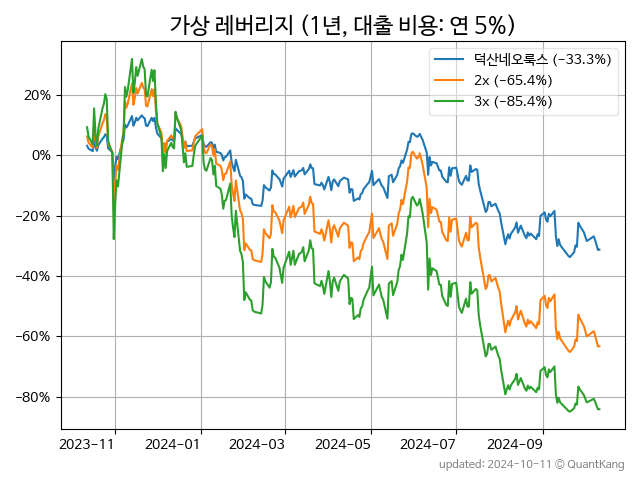 가상 레버리지 (1년, 대출 비용: 연 5%)
덕산네오룩스 (−33.3%)
2x (−65.4%)
3x (−85.4%)
20%
0%
−20%
−40%
−60%
−80%
2023-11
2024-01
2024-03
2024-05
2024-07
2024-09
updated: 2024-10-11 © QuantKang